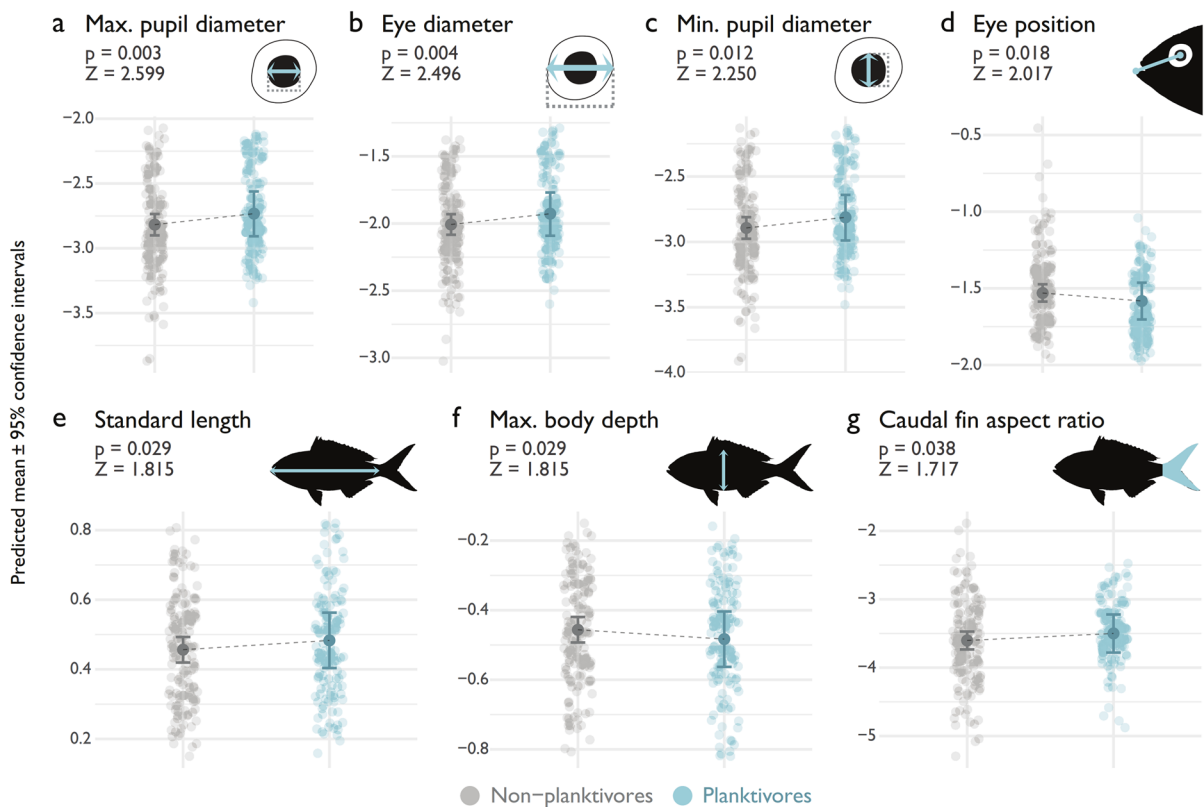 a Max. pupil diameter
p = 0.003
Z = 2.599
b Eye diameter
p = 0.004
Z = 2.496
c Min. pupil diameter
p = 0.012
Z = 2.250
d Eye position
p = 0.018
Z = 2.017
−2.0
−2.5
−3.0
−3.5
−1.5
−2.0
−2.5
−3.0
−2.5
−3.0
−3.5
−4.0
−0.5
−1.0
−1.5
−2.0
Predicted mean ± 95% confidence intervals
e Standard length
p = 0.029
Z = 1.815
f Max. body depth
p = 0.029
Z = 1.815
g Caudal fin aspect ratio
p = 0.038
Z = 1.717
0.8
0.6
0.4
0.2
−0.2
−0.4
−0.6
−0.8
−2
−3
−4
−5
Non−planktivores
Planktivores